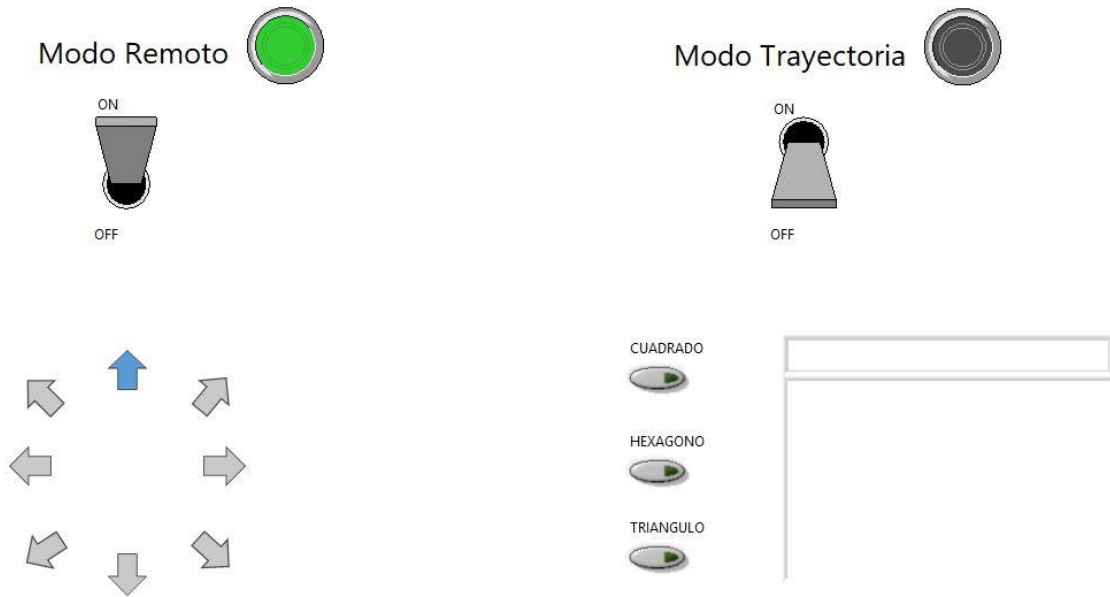 Modo Remoto
ON
OFF
Modo Trayectoria
ON
OFF
CUADRADO
HEXAGONO
TRIANGULO